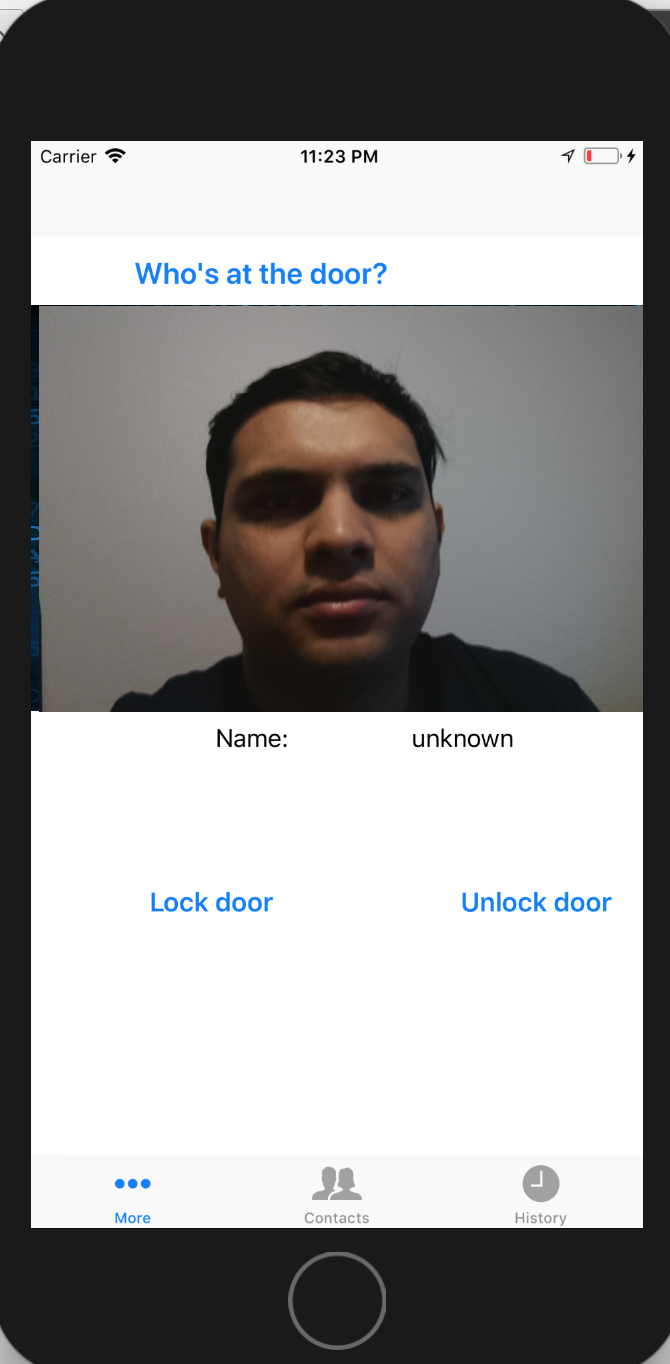 Carrier 11:23 PM
Who's at the door?
Name: unknown
Lock door Unlock door
More Contacts History